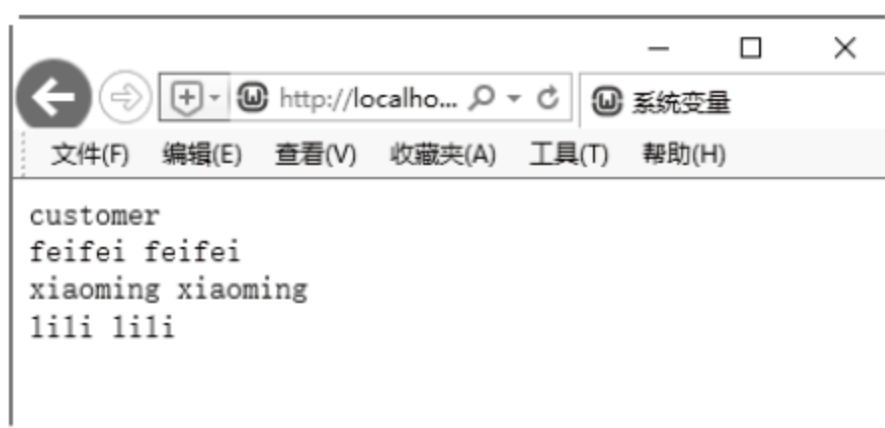 http://localho...
系统变量
文件(F) 编辑(E) 查看(V) 收藏夹(A) 工具(T) 帮助(H)
customer
feifei feifei
xiaoming xiaoming
lili lili